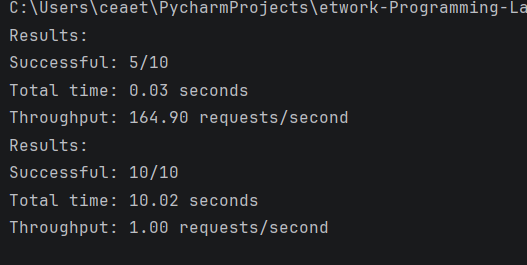 C:\Users\ceaet\PycharmProjects\etwork-Programming-La
Results:
Successful: 5/10
Total time: 0.03 seconds
Throughput: 164.90 requests/second
Results:
Successful: 10/10
Total time: 10.02 seconds
Throughput: 1.00 requests/second